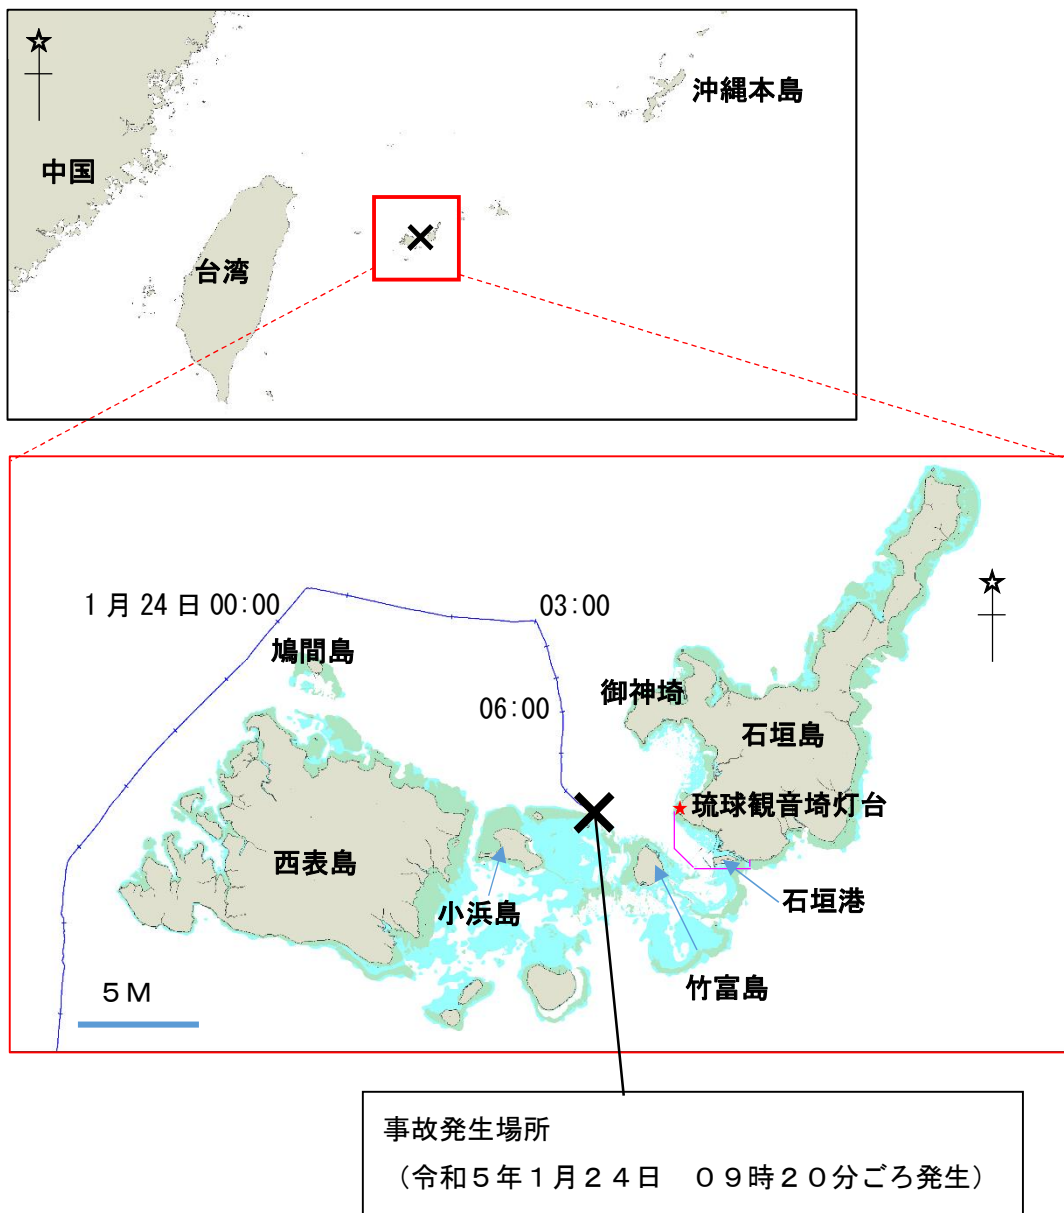 沖縄本島
中国
台湾
1月24日 00:00
03:00
鳩間島
御神埼
06:00
石垣島
琉球観音埼灯台
西表島
小浜島
石垣港
竹富島
5M
事故発生場所
(令和5年1月24日 09時20分ごろ発生)